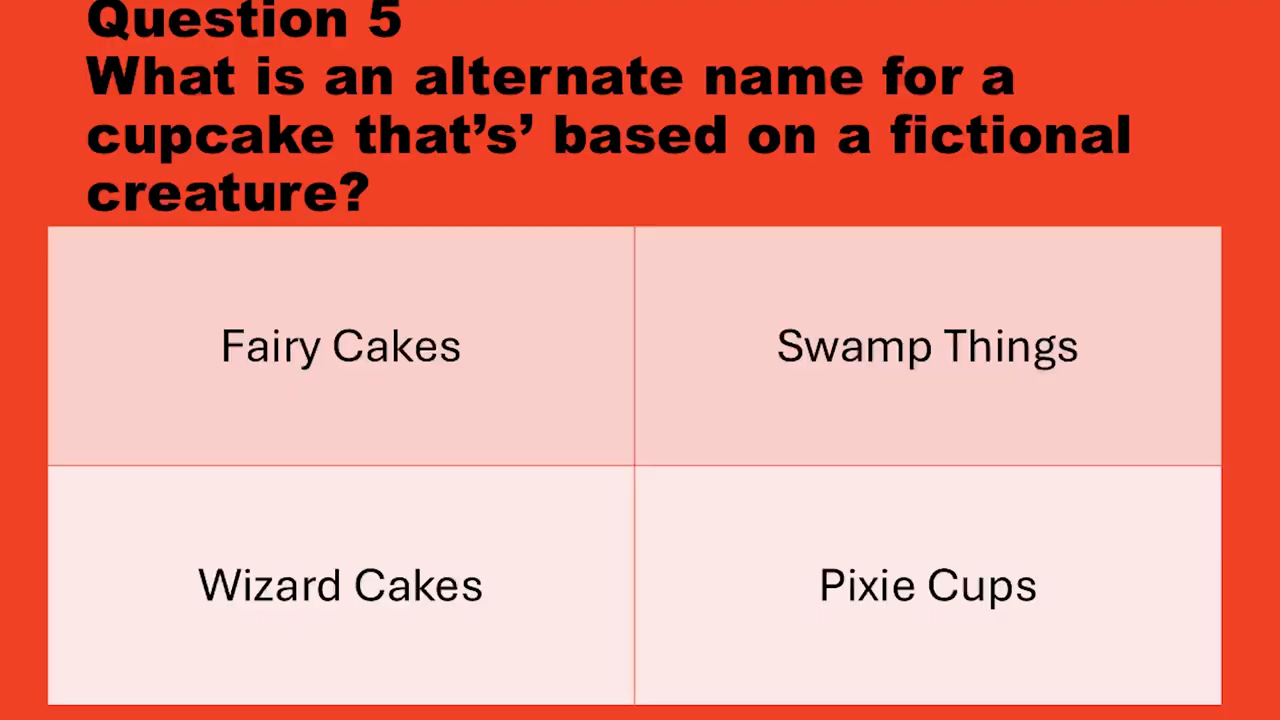 Question 5
What is an alternate name for a
cupcake that’s’ based on a fictional
creature?
Fairy Cakes
Swamp Things
Wizard Cakes
Pixie Cups